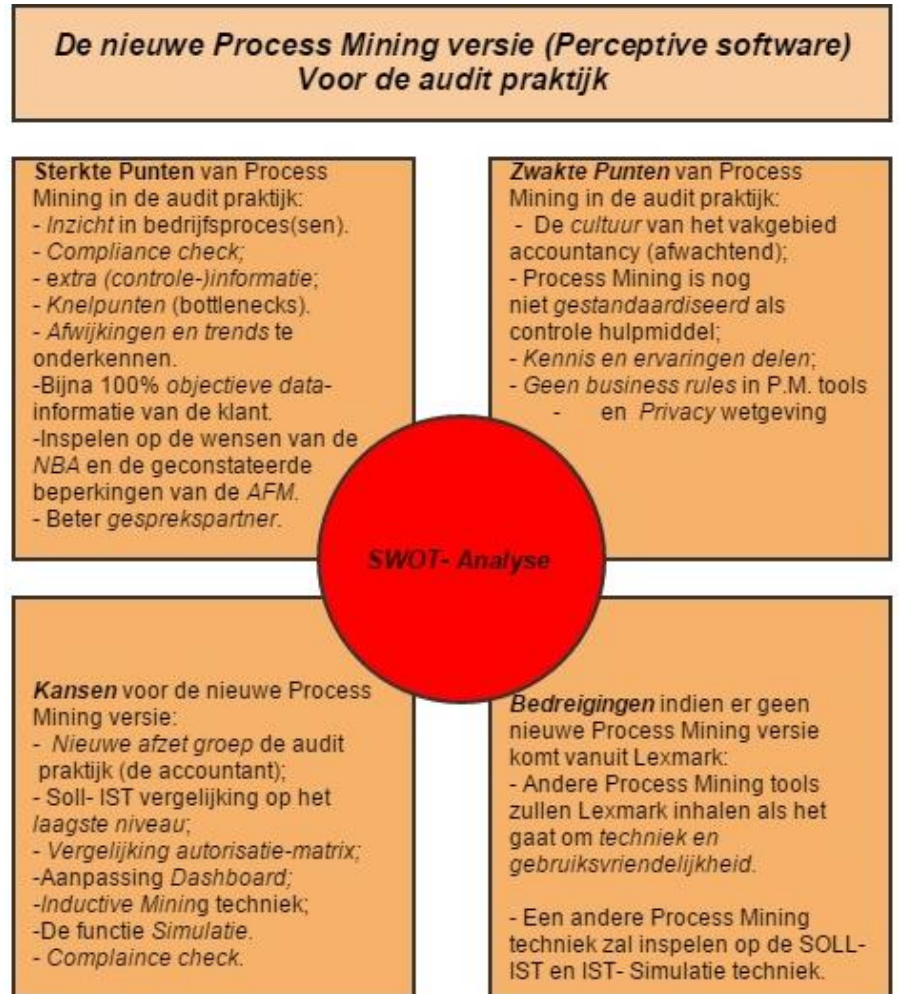 De nieuwe Process Mining versie (Perceptive software)
Voor de audit praktijk
Sterkte Punten van Process
Mining in de audit praktijk:
- Inzicht in bedrijfsproces(sen).
- Compliance check;
- extra (controle-)informatie;
- Knelpunten (bottlenecks).
- Afwijkingen en trends te
onderkennen.
-Bijna 100% objectieve data-
informatie van de klant.
-Inspelen op de wensen van de
NBA en de geconstateerde
beperkingen van de AFM.
- Beter gesprekspartner.
Zwakte Punten van Process
Mining in de audit praktijk:
- De cultuur van het vakgebied
accountancy (afwachtend);
- Process Mining is nog
niet gestandaardiseerd als
controle hulpmiddel;
- Kennis en ervaringen delen;
- Geen business rules in P.M. tools
- en Privacy wetgeving
SWOT- Analyse
Kansen voor de nieuwe Process
Mining versie:
- Nieuwe afzet groep de audit
praktijk (de accountant);
- Soll- IST vergelijking op het
laagste niveau;
- Vergelijking autorisatie-matrix;
-Aanpassing Dashboard;
-Inductive Mining techniek;
-De functie Simulatie.
- Complaince check.
Bedreigingen indien er geen
nieuwe Process Mining versie
komt vanuit Lexmark:
- Andere Process Mining tools
zullen Lexmark inhalen als het
gaat om techniek en
gebruiksvriendelijkheid.
- Een andere Process Mining
techniek zal inspelen op de SOLL-
IST en IST- Simulatie techniek.